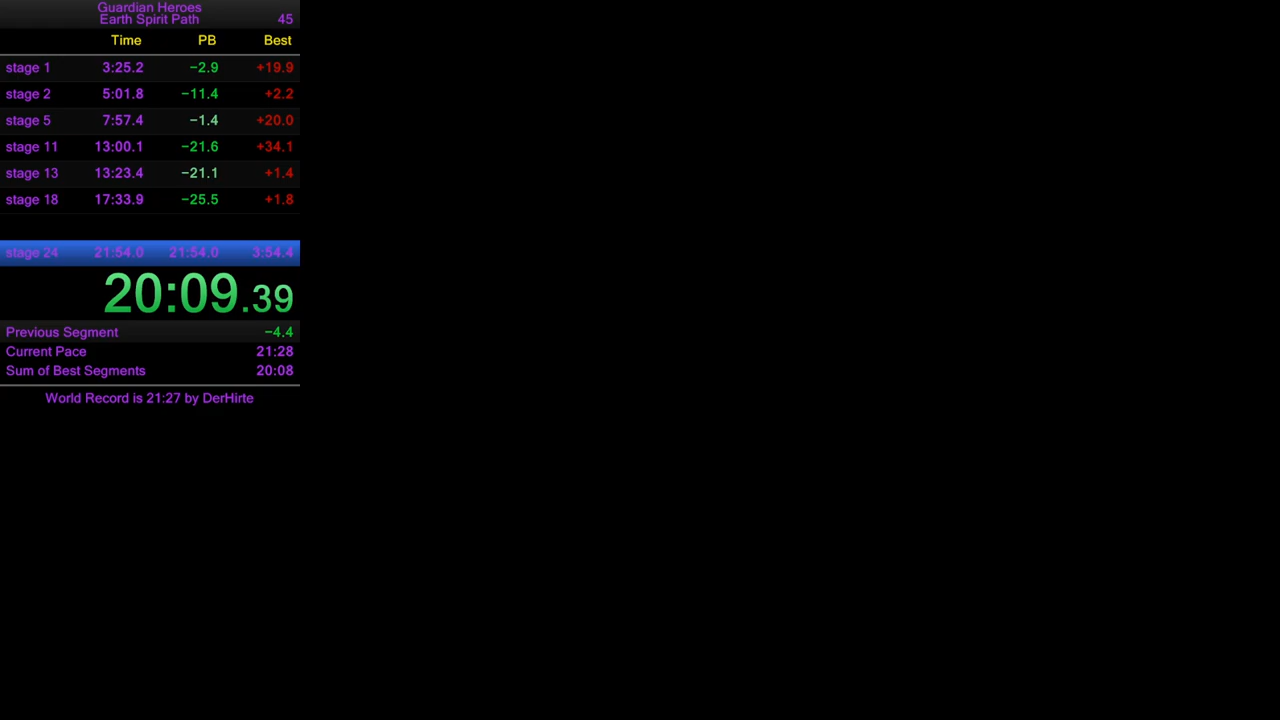 Guardian Heroes
Earth Spirit Path 45
Time PB Best
stage 1 3:25.2 −2.9 +19.9
stage 2 5:01.8 −11.4 +2.2
stage 5 7:57.4 −1.4 +20.0
stage 11 13:00.1 −21.6 +34.1
stage 13 13:23.4 −21.1 +1.4
stage 18 17:33.9 −25.5 +1.8
stage 24 21:54.0 21:54.0 3:54.4
20:09.39
Previous Segment −4.4
Current Pace 21:28
Sum of Best Segments 20:08
World Record is 21:27 by DerHirte